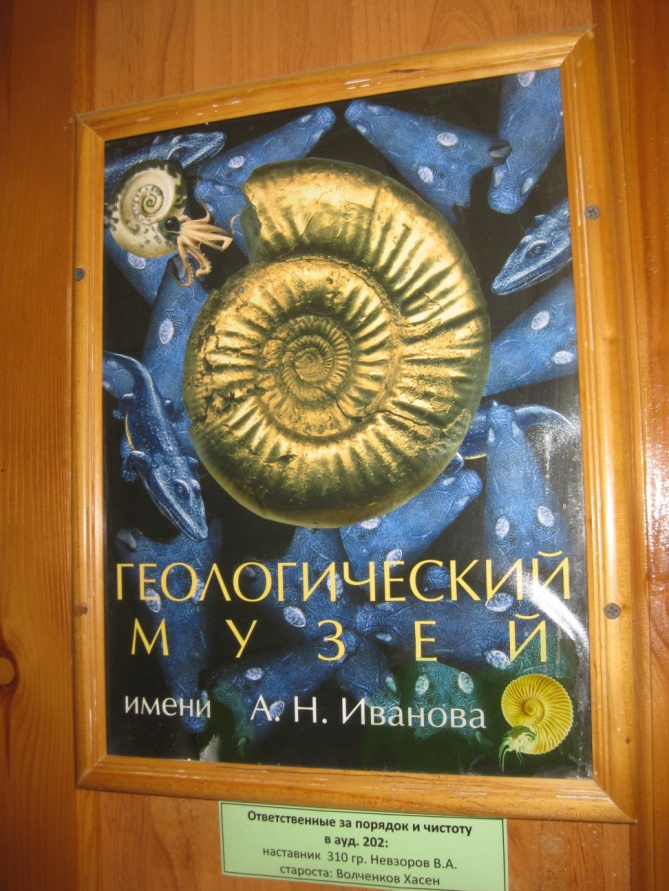 ГЕОЛОГИЧЕСКИЙ
МУЗЕЙ
имени А. Н. Иванова
Ответственные за порядок и чистоту
в ауд. 202:
наставник 310 гр. Невзоров В.А.
староста: Волченков Хасен